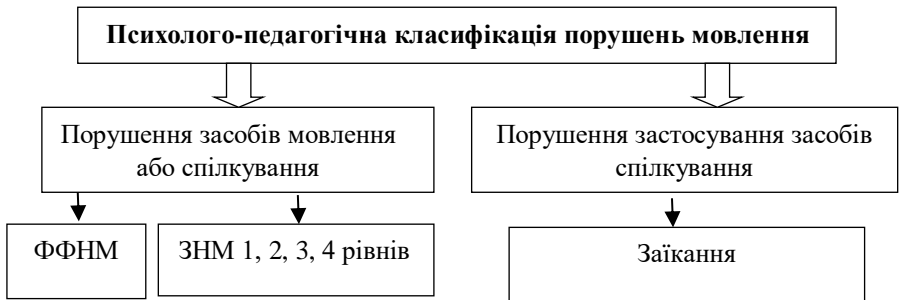 Психолого-педагогічна класифікація порушень мовлення
Порушення засобів мовлення
або спілкування
Порушення застосування засобів
спілкування
ФФНМ
ЗНМ 1, 2, 3, 4 рівнів
Заїкання